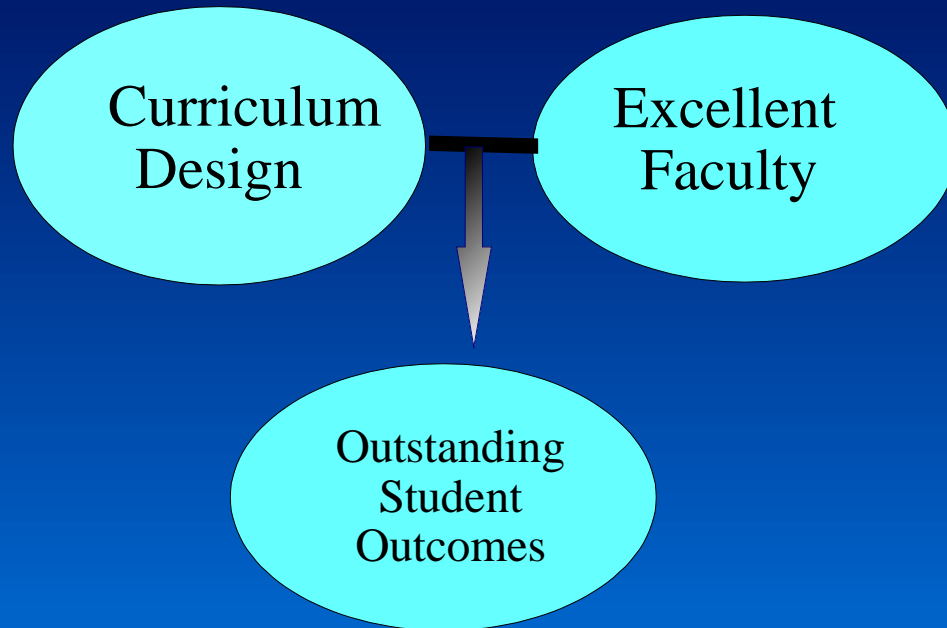 Curriculum
Design
Excellent
Faculty
Outstanding
Student
Outcomes